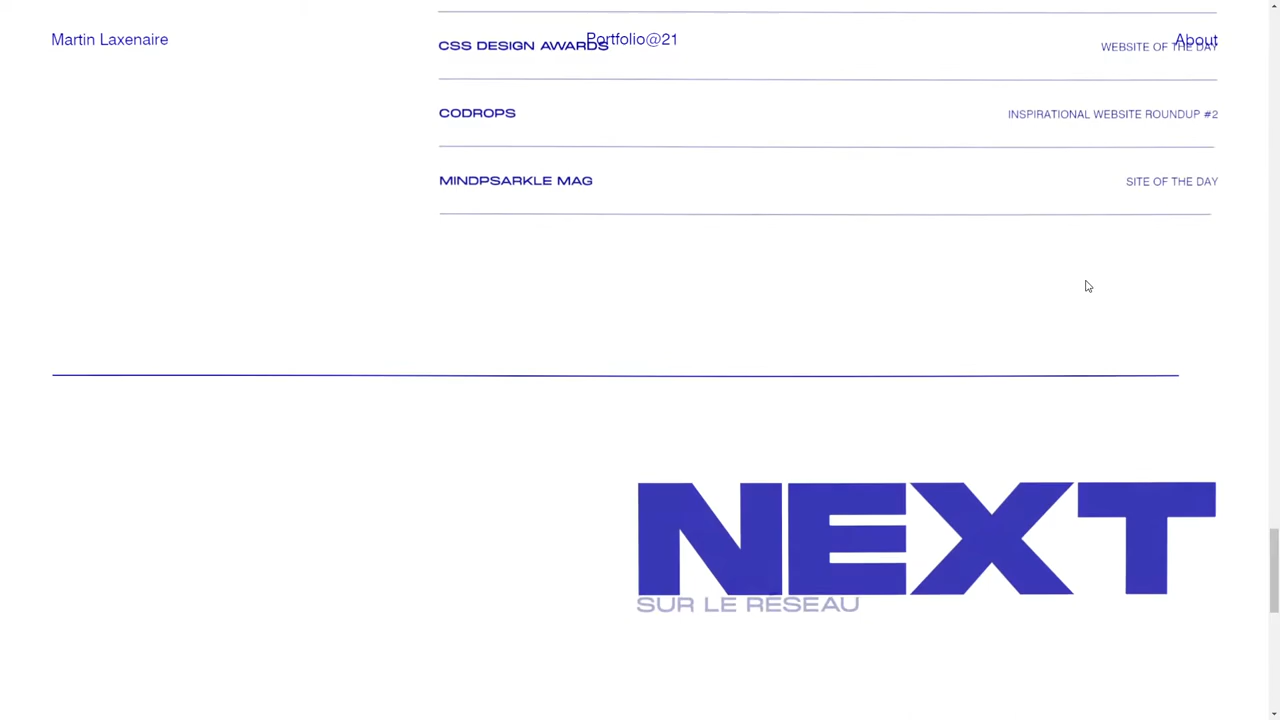 Martin Laxenaire
Portfolio@21
About
CSS DESIGN AWARDS
WEBSITE OF THE DAY
CODROPS
INSPIRATIONAL WEBSITE ROUNDUP #2
MINDPSARKLE MAG
SITE OF THE DAY
NEXT
SUR LE RÉSEAU